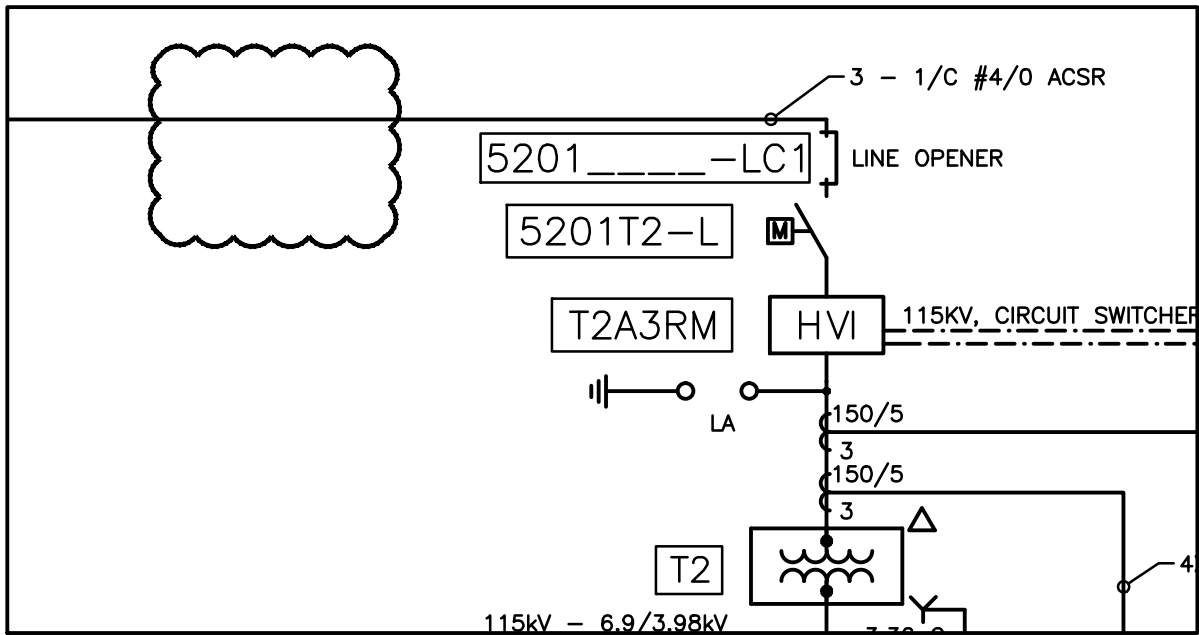 3 - 1/C #4/0 ACSR
5201____-LC1
LINE OPENER
5201T2-L
M
T2A3RM
HVI
115KV, CIRCUIT SWITCHER
LA
150/5
3
150/5
3
T2
115kV - 6.9/3.98kV